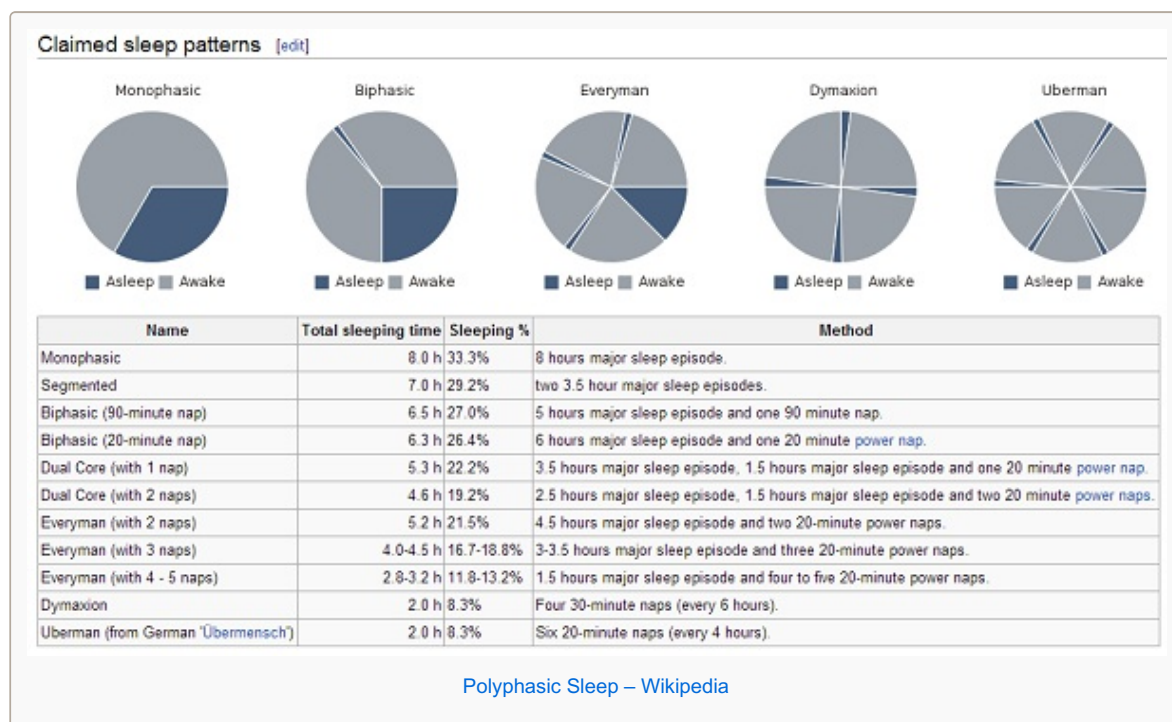 Claimed sleep patterns [edit]
Monophasic Biphasic Everyman Dymaxion Uberman
Asleep Awake Asleep Awake Asleep Awake Asleep Awake Asleep Awake
Name Total sleeping time Sleeping % Method
Monophasic 8.0 h 33.3% 8 hours major sleep episode.
Segmented 7.0 h 29.2% two 3.5 hour major sleep episodes.
Biphasic (90-minute nap) 6.5 h 27.0% 5 hours major sleep episode and one 90 minute nap.
Biphasic (20-minute nap) 6.3 h 26.4% 6 hours major sleep episode and one 20 minute power nap.
Dual Core (with 1 nap) 5.3 h 22.2% 3.5 hours major sleep episode, 1.5 hours major sleep episode and one 20 minute power nap.
Dual Core (with 2 naps) 4.6 h 19.2% 2.5 hours major sleep episode, 1.5 hours major sleep episode and two 20 minute power naps.
Everyman (with 2 naps) 5.2 h 21.5% 4.5 hours major sleep episode and two 20-minute power naps.
Everyman (with 3 naps) 4.0-4.5 h 16.7-18.8% 3-3.5 hours major sleep episode and three 20-minute power naps.
Everyman (with 4 - 5 naps) 2.8-3.2 h 11.8-13.2% 1.5 hours major sleep episode and four to five 20-minute power naps.
Dymaxion 2.0 h 8.3% Four 30-minute naps (every 6 hours).
Uberman (from German 'Übermensch') 2.0 h 8.3% Six 20-minute naps (every 4 hours).
Polyphasic Sleep – Wikipedia